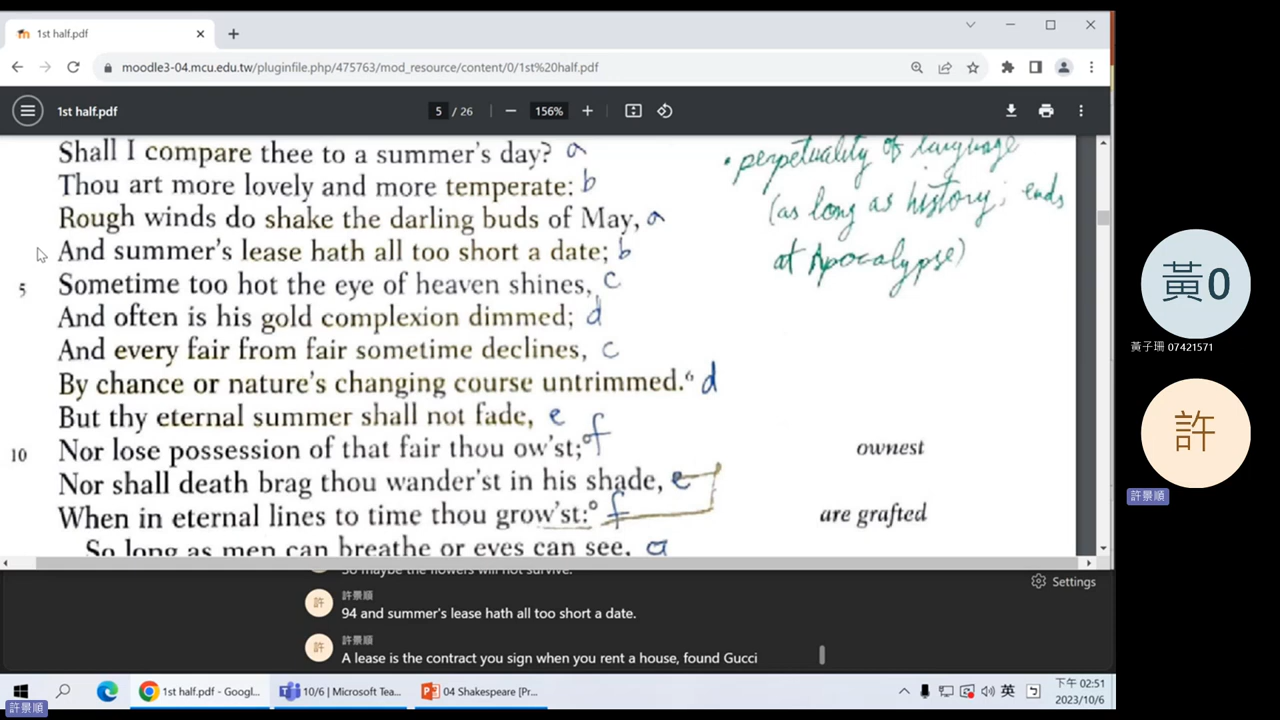 1st half.pdf
moodle3-04.mcu.edu.tw/pluginfile.php/475763/mod_resource/content/0/1st%20half.pdf
1st half.pdf
5 / 26
156%
Shall I compare thee to a summer's day? a
Thou art more lovely and more temperate: b
Rough winds do shake the darling buds of May, a
And summer's lease hath all too short a date; b
5 Sometime too hot the eye of heaven shines, c
And often is his gold complexion dimmed; d
And every fair from fair sometime declines, c
By chance or nature's changing course untrimmed.6 d
But thy eternal summer shall not fade, e
10 Nor lose possession of that fair thou ow'st;° f ownest
Nor shall death brag thou wander'st in his shade, e
When in eternal lines to time thou grow'st:° f are grafted
So long as men can breathe or eyes can see, g
• perpetuality of language
(as long as history; ends
at Apocalypse)
So maybe the flowers will not survive.
Settings
許
許景順
94 and summer's lease hath all too short a date.
許
許景順
A lease is the contract you sign when you rent a house, found Gucci
黃0
黃子珊 07421571
許
許景順
1st half.pdf - Googl...
10/6 | Microsoft Tea...
04 Shakespeare [Pr...
英
下午 02:51
2023/10/6
許景順